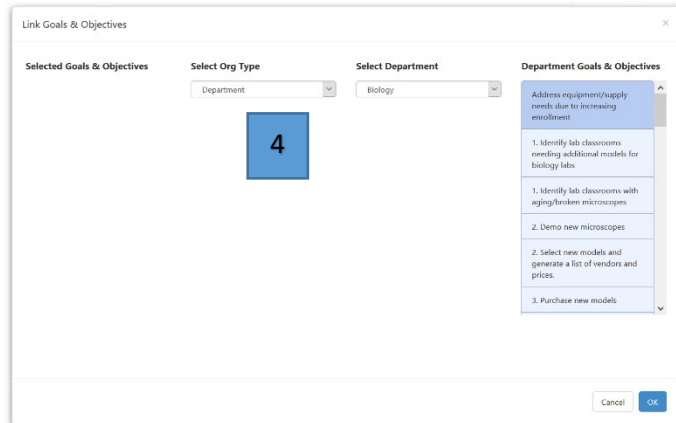 Link Goals & Objectives
×
Selected Goals & Objectives
Select Org Type
Department
Select Department
Biology
Department Goals & Objectives
Address equipment/supply
needs due to increasing
enrollment
1. Identify lab classrooms
needing additional models for
biology labs
1. Identify lab classrooms with
aging/broken microscopes
2. Demo new microscopes
2. Select new models and
generate a list of vendors and
prices.
3. Purchase new models
4
Cancel
OK